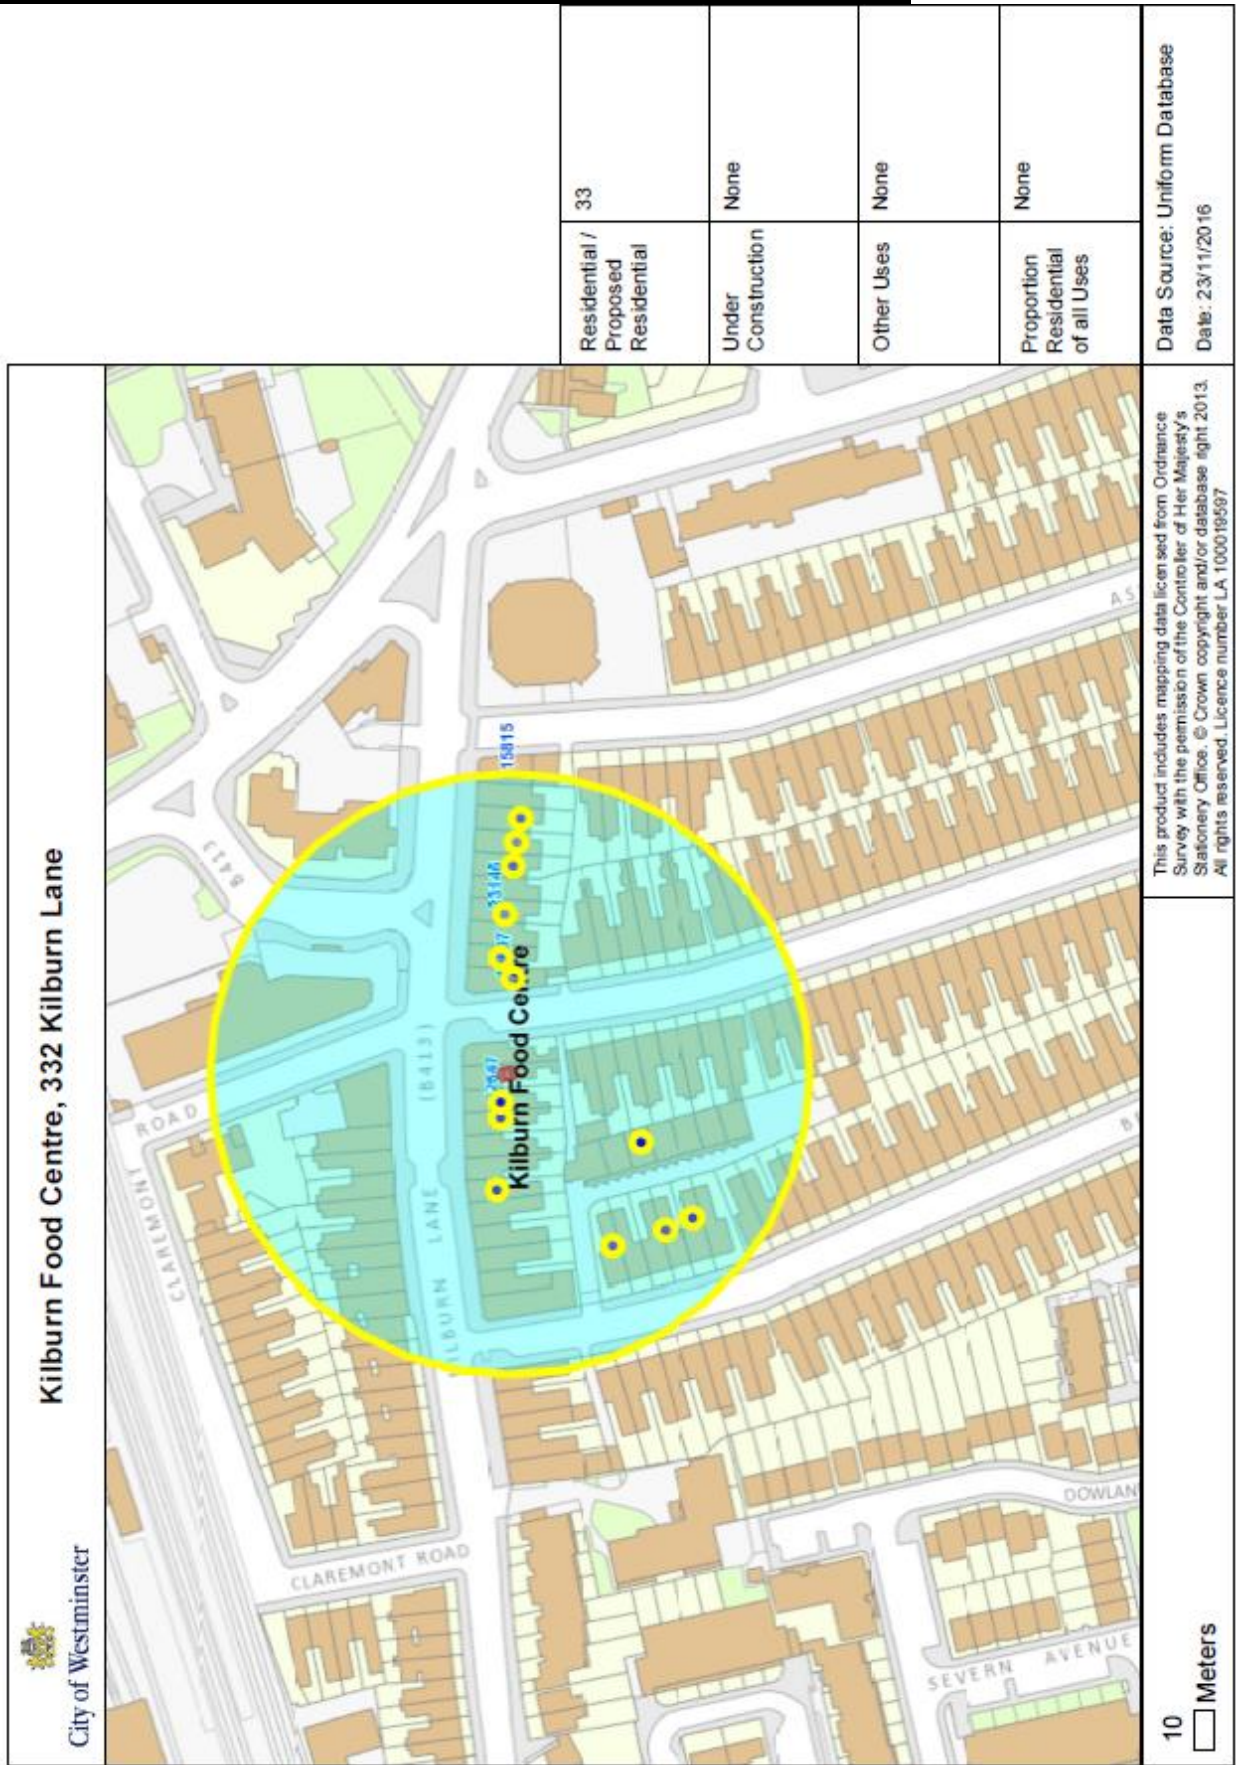 City of Westminster
Kilburn Food Centre, 332 Kilburn Lane
CLAREMONT
ROAD
B413
CLAREMONT ROAD
KILBURN LANE (B413)
15815
Kilburn Food Centre
SEVERN AVENUE
DOWLAN
B
AS
Residential /
Proposed
Residential
33
Under
Construction
None
Other Uses
None
Proportion
Residential
of all Uses
None
10
Meters
This product includes mapping data licensed from Ordnance
Survey with the permission of the Controller of Her Majesty's
Stationery Office. © Crown copyright and/or database right 2013.
All rights reserved. Licence number LA 100019597
Data Source: Uniform Database
Date: 23/11/2016